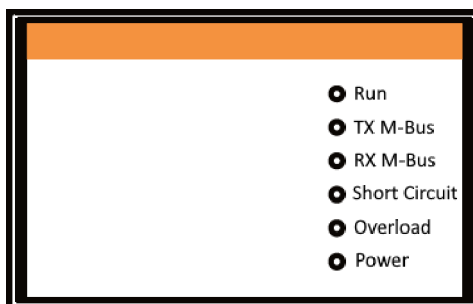 Run
TX M-Bus
RX M-Bus
Short Circuit
Overload
Power